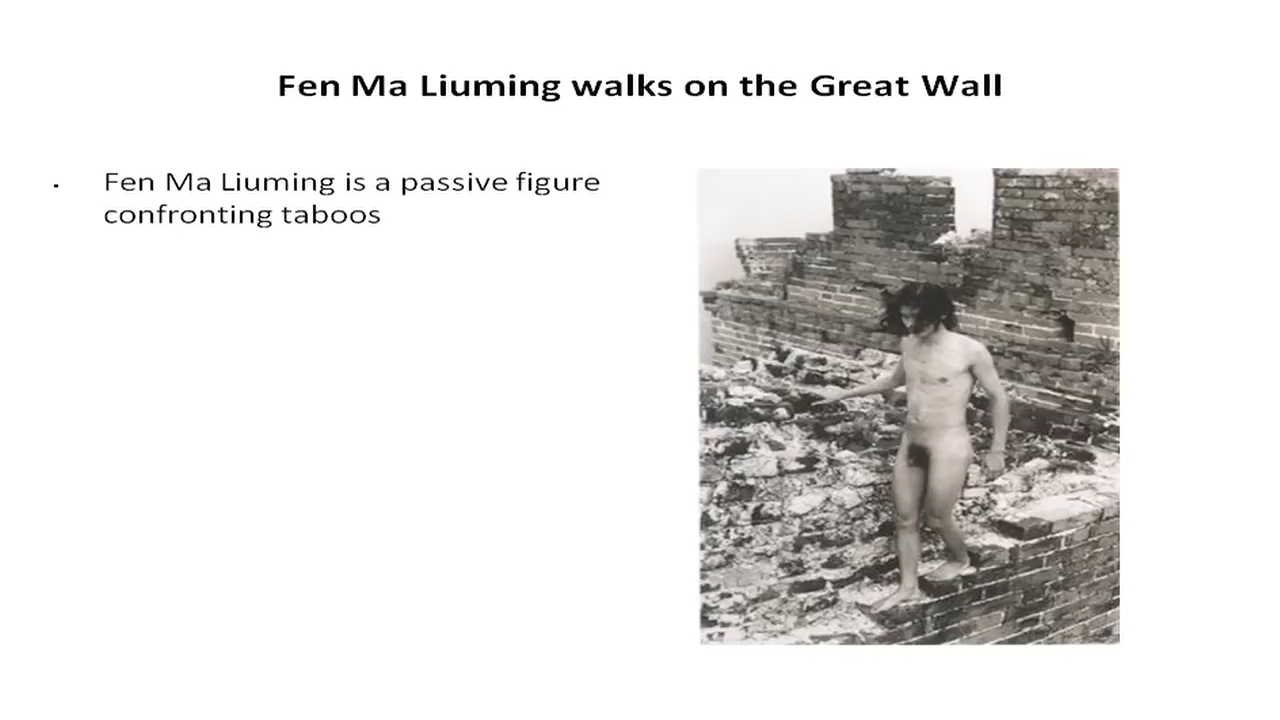 Fen Ma Liuming walks on the Great Wall
Fen Ma Liuming is a passive figure
confronting taboos